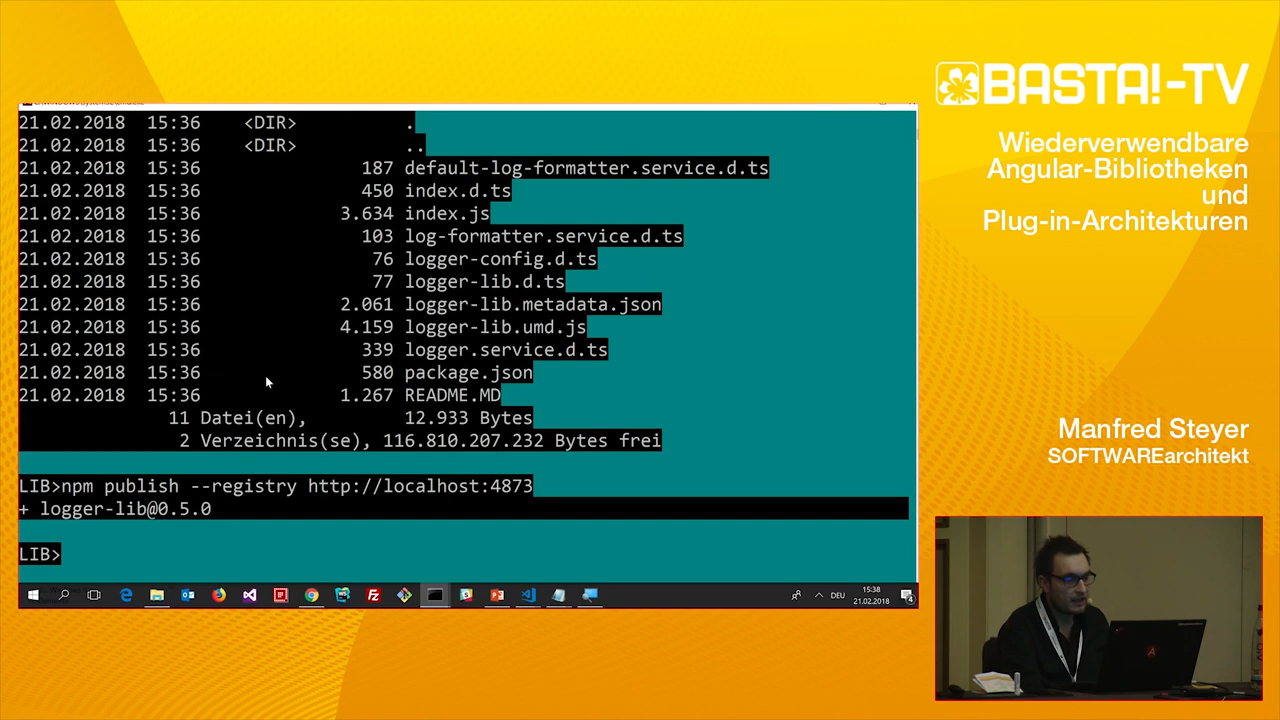 BASTA!-TV
Wiederverwendbare
Angular-Bibliotheken
und
Plug-in-Architekturen
Manfred Steyer
SOFTWAREarchitekt
21.02.2018 15:36 <DIR> .
21.02.2018 15:36 <DIR> ..
21.02.2018 15:36 187 default-log-formatter.service.d.ts
21.02.2018 15:36 450 index.d.ts
21.02.2018 15:36 3.634 index.js
21.02.2018 15:36 103 log-formatter.service.d.ts
21.02.2018 15:36 76 logger-config.d.ts
21.02.2018 15:36 77 logger-lib.d.ts
21.02.2018 15:36 2.061 logger-lib.metadata.json
21.02.2018 15:36 4.159 logger-lib.umd.js
21.02.2018 15:36 339 logger.service.d.ts
21.02.2018 15:36 580 package.json
21.02.2018 15:36 1.267 README.MD
11 Datei(en), 12.933 Bytes
2 Verzeichnis(se), 116.810.207.232 Bytes frei
LIB>npm publish --registry http://localhost:4873
+ logger-lib@0.5.0
LIB>
DEU
15:38
21.02.2018
4